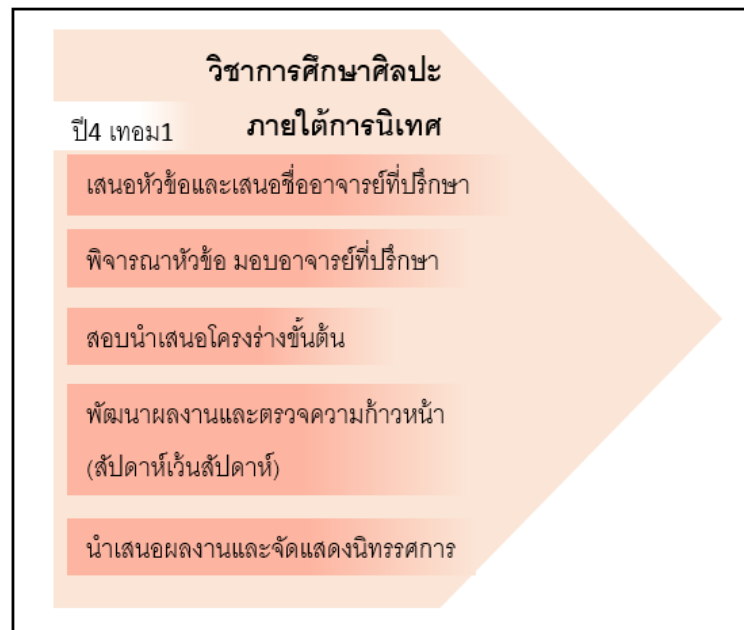 วิชาการศึกษาศิลปะ
ภายใต้การนิเทศ
ปี4 เทอม1
เสนอหัวข้อและเสนอชื่ออาจารย์ที่ปรึกษา
พิจารณาหัวข้อ มอบอาจารย์ที่ปรึกษา
สอบนำเสนอโครงร่างขั้นต้น
พัฒนาผลงานและตรวจความก้าวหน้า
(สัปดาห์เว้นสัปดาห์)
นำเสนอผลงานและจัดแสดงนิทรรศการ